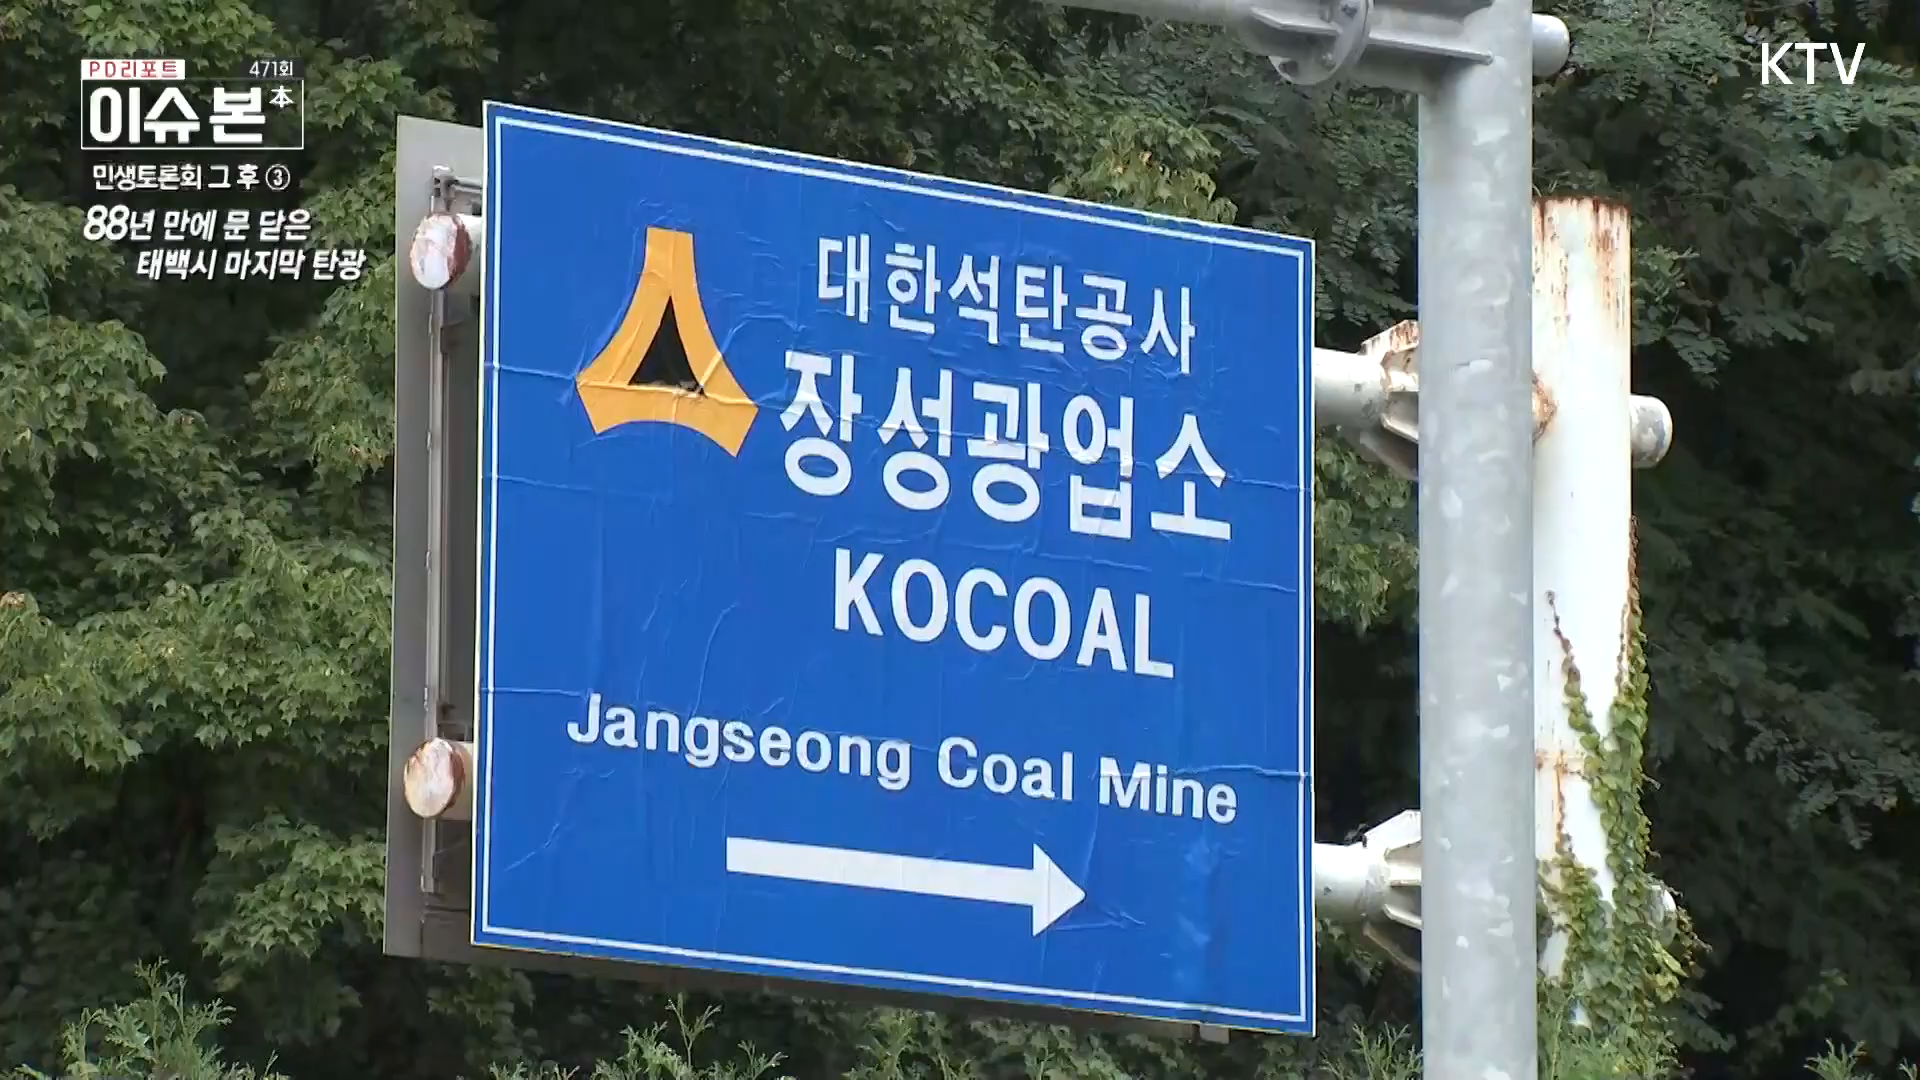 PD리포트 471회
이슈 본 本
민생토론회 그 후 ③
88년 만에 문 닫은
태백시 마지막 탄광
KTV
대한석탄공사
장성광업소
KOCOAL
Jangseong Coal Mine